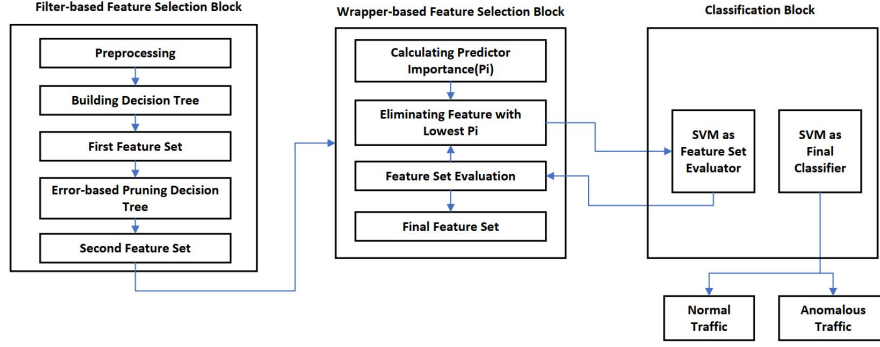 Filter-based Feature Selection Block
Preprocessing
Building Decision Tree
First Feature Set
Error-based Pruning Decision
Tree
Second Feature Set
Wrapper-based Feature Selection Block
Calculating Predictor
Importance(Pi)
Eliminating Feature with
Lowest Pi
Feature Set Evaluation
Final Feature Set
Classification Block
SVM as
Feature Set
Evaluator
SVM as
Final
Classifier
Normal
Traffic
Anomalous
Traffic